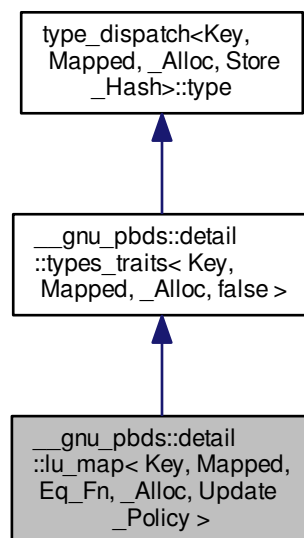 type_dispatch<Key,
Mapped, _Alloc, Store
_Hash>::type
__gnu_pbds::detail
::types_traits< Key,
Mapped, _Alloc, false >
__gnu_pbds::detail
::lu_map< Key, Mapped,
Eq_Fn, _Alloc, Update
_Policy >